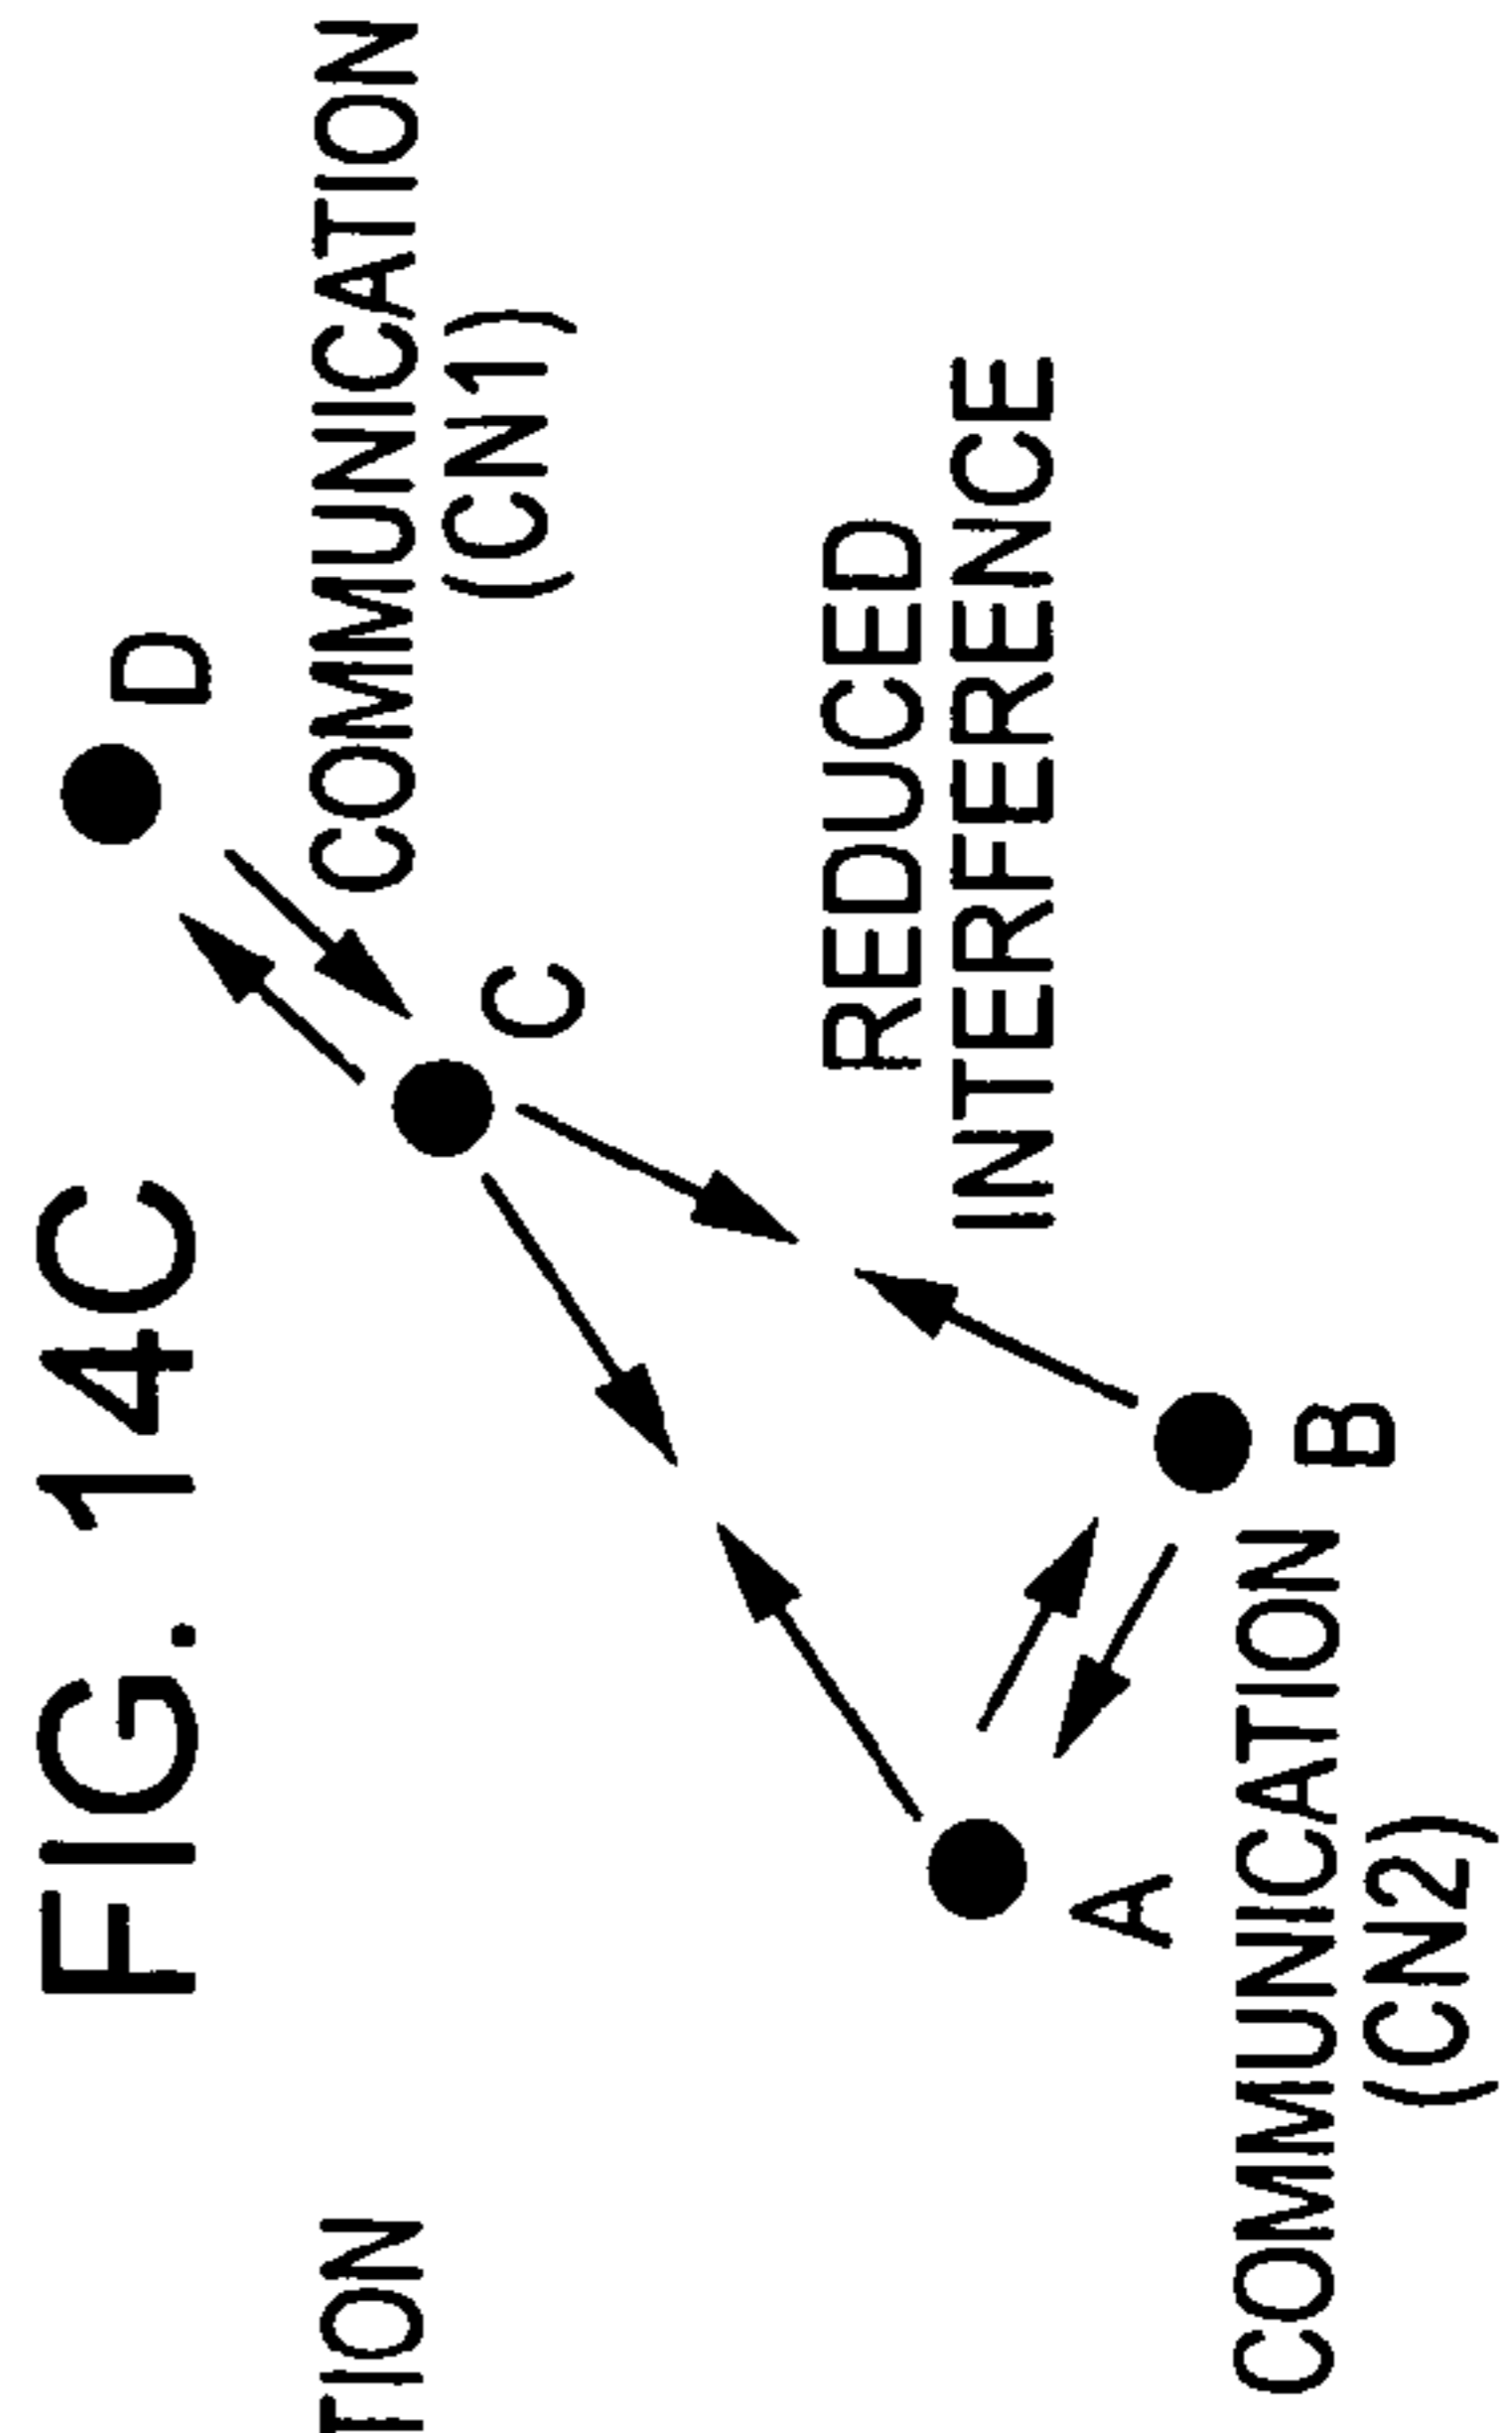 FIG. 14C
D
COMMUNICATION
(CN1)
C
REDUCED
INTERFERENCE
A
B
COMMUNICATION
(CN2)
TION